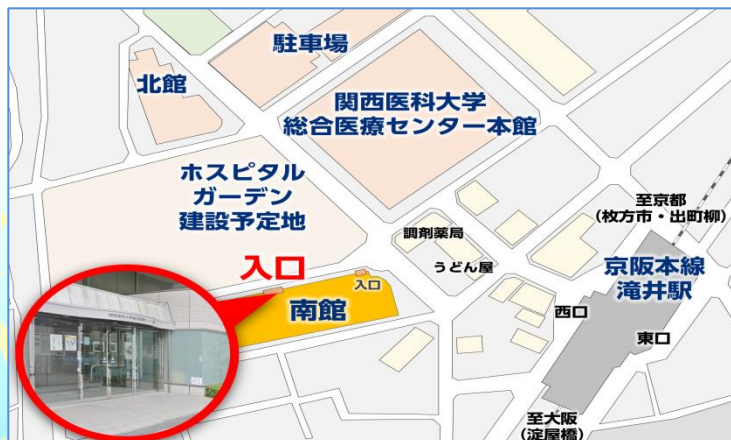 駐車場
北館
関西医科大学
総合医療センター本館
ホスピタル
ガーデン
建設予定地
至京都
(枚方市・出町柳)
調剤薬局
うどん屋
京阪本線
滝井駅
入口
入口
南館
西口
東口
至大阪
(淀屋橋)